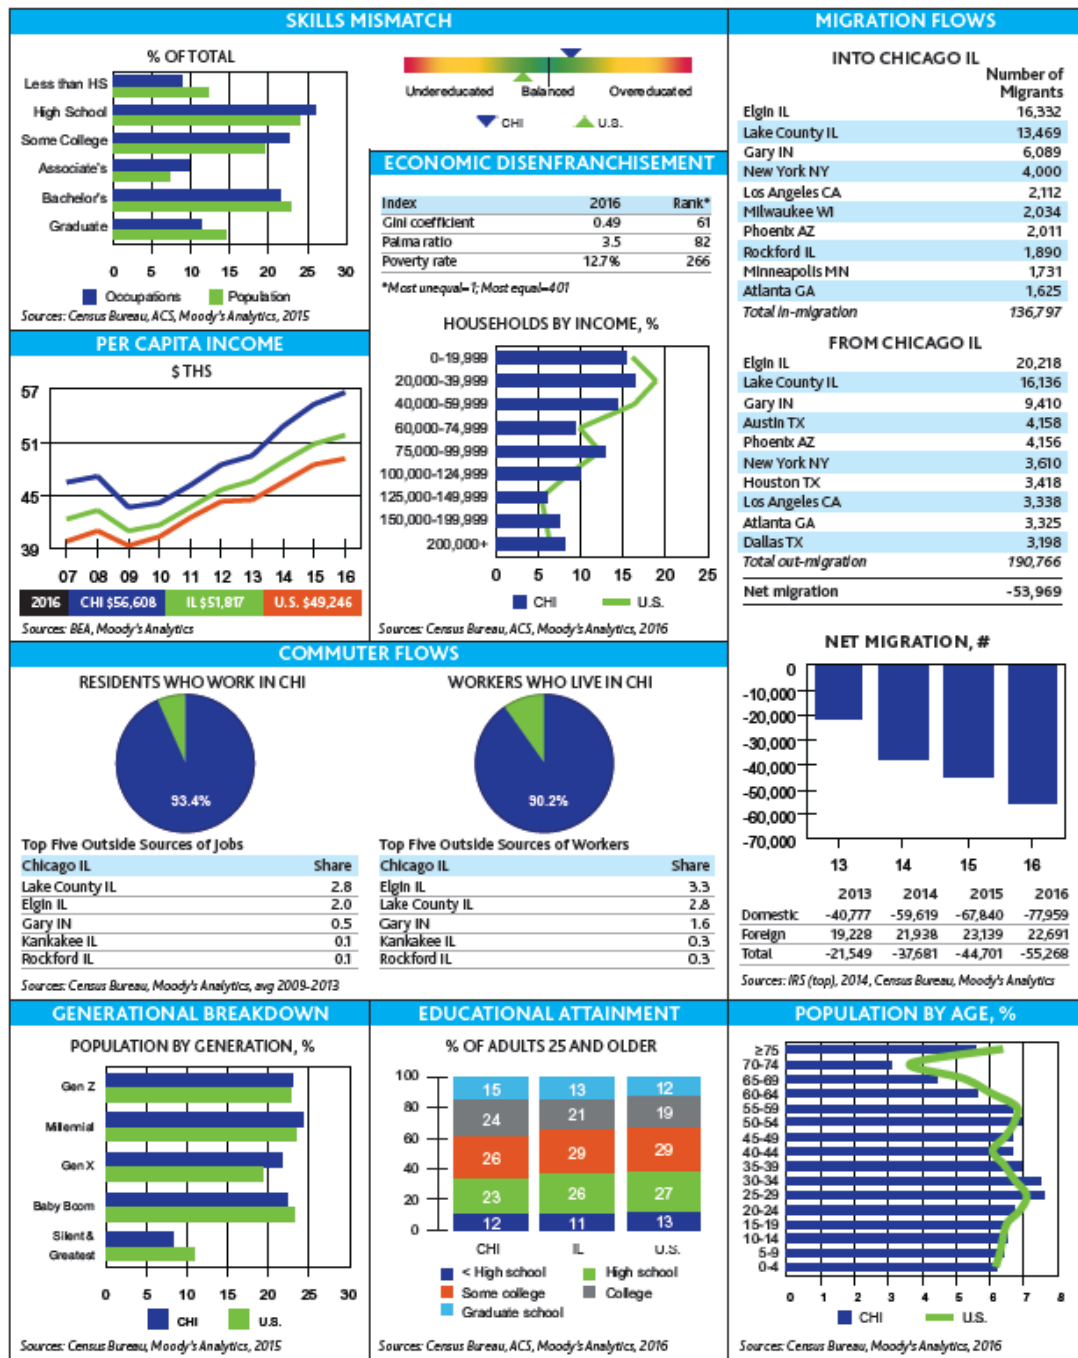 SKILLS MISMATCH
% OF TOTAL
Less than HS
High School
Some College
Associate's
Bachelor's
Graduate
0 5 10 15 20 25 30
Occupations Population
Sources: Census Bureau, ACS, Moody's Analytics, 2015
Undereducated Balanced Overeducated
CHI U.S.
ECONOMIC DISENFRANCHISEMENT
Index 2016 Rank*
Gini coefficient 0.49 61
Palma ratio 3.5 82
Poverty rate 12.7% 266
*Most unequal=1; Most equal=401
HOUSEHOLDS BY INCOME, %
0-19,999
20,000-39,999
40,000-59,999
60,000-74,999
75,000-99,999
100,000-124,999
125,000-149,999
150,000-199,999
200,000+
0 5 10 15 20 25
CHI U.S.
Sources: Census Bureau, ACS, Moody's Analytics, 2016
PER CAPITA INCOME
$ THS
57
51
45
39
07 08 09 10 11 12 13 14 15 16
2016 CHI $56,608 IL $51,817 U.S. $49,246
Sources: BEA, Moody's Analytics
MIGRATION FLOWS
INTO CHICAGO IL
Number of
Migrants
Elgin IL 16,332
Lake County IL 13,469
Gary IN 6,089
New York NY 4,000
Los Angeles CA 2,112
Milwaukee WI 2,034
Phoenix AZ 2,011
Rockford IL 1,890
Minneapolis MN 1,731
Atlanta GA 1,625
Total in-migration 136,797
FROM CHICAGO IL
Elgin IL 20,218
Lake County IL 16,136
Gary IN 9,410
Austin TX 4,158
Phoenix AZ 4,156
New York NY 3,610
Houston TX 3,418
Los Angeles CA 3,338
Atlanta GA 3,325
Dallas TX 3,198
Total out-migration 190,766
Net migration -53,969
NET MIGRATION, #
0
-10,000
-20,000
-30,000
-40,000
-50,000
-60,000
-70,000
13 14 15 16
2013 2014 2015 2016
Domestic -40,777 -59,619 -67,840 -77,959
Foreign 19,228 21,938 23,139 22,691
Total -21,549 -37,681 -44,701 -55,268
Sources: IRS (top), 2014, Census Bureau, Moody's Analytics
COMMUTER FLOWS
RESIDENTS WHO WORK IN CHI
93.4%
Top Five Outside Sources of Jobs
Chicago IL Share
Lake County IL 2.8
Elgin IL 2.0
Gary IN 0.5
Kankakee IL 0.1
Rockford IL 0.1
Sources: Census Bureau, Moody's Analytics, avg 2009-2013
WORKERS WHO LIVE IN CHI
90.2%
Top Five Outside Sources of Workers
Chicago IL Share
Elgin IL 3.3
Lake County IL 2.8
Gary IN 1.6
Kankakee IL 0.3
Rockford IL 0.3
GENERATIONAL BREAKDOWN
POPULATION BY GENERATION, %
Gen Z
Millennial
Gen X
Baby Boom
Silent &
Greatest
0 5 10 15 20 25 30
CHI U.S.
Sources: Census Bureau, Moody's Analytics, 2015
EDUCATIONAL ATTAINMENT
% OF ADULTS 25 AND OLDER
100
80
60
40
20
0
15 13 12
24 21 19
26 29 29
23 26 27
12 11 13
CHI IL U.S.
< High school High school
Some college College
Graduate school
Sources: Census Bureau, ACS, Moody's Analytics, 2016
POPULATION BY AGE, %
≥75
70-74
65-69
60-64
55-59
50-54
45-49
40-44
35-39
30-34
25-29
20-24
15-19
10-14
5-9
0-4
0 1 2 3 4 5 6 7 8
CHI U.S.
Sources: Census Bureau, Moody's Analytics, 2016